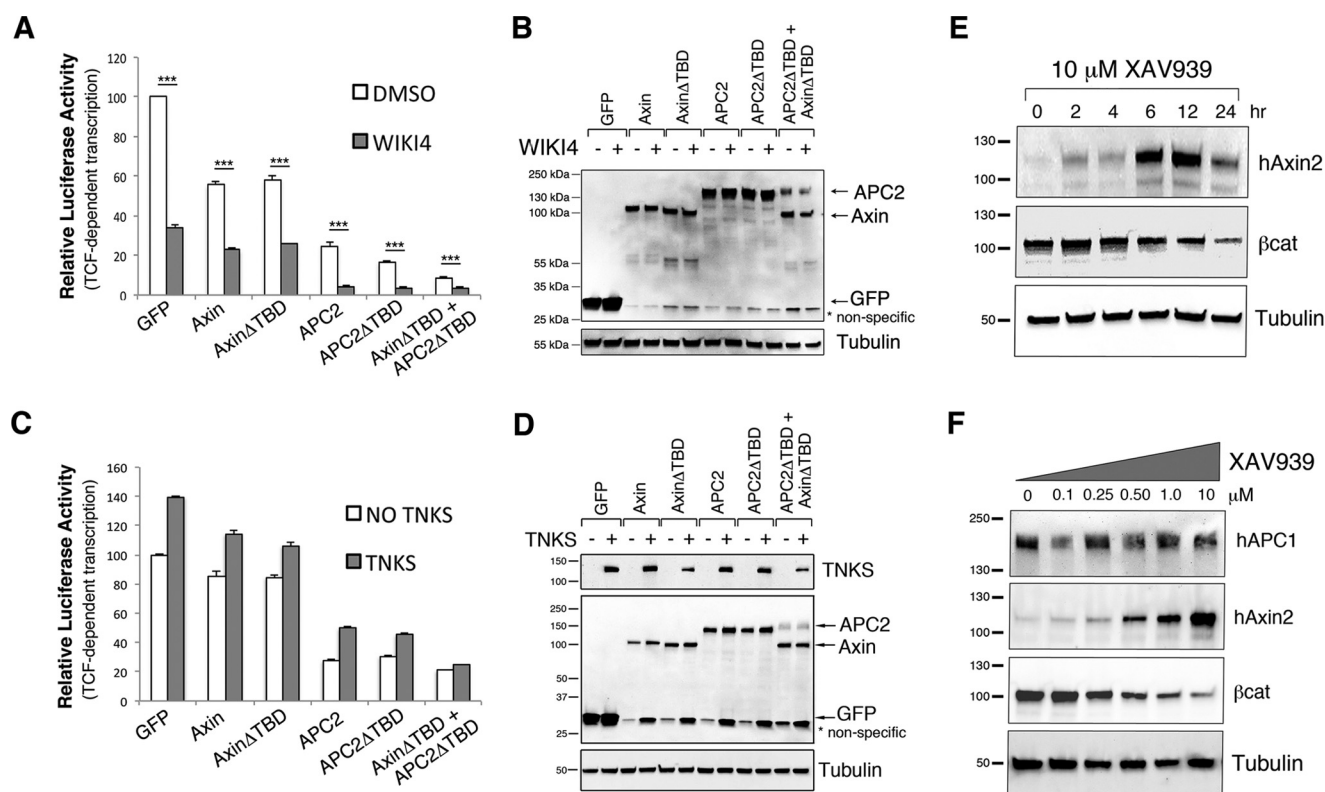 A
Relative Luciferase Activity
(TCF-dependent transcription)
120
100
80
60
40
20
0
*** *** *** *** *** ***
DMSO
WIKI4
GFP
Axin
AxinΔTBD
APC2
APC2ΔTBD
AxinΔTBD +
APC2ΔTBD
B
GFP
Axin
AxinΔTBD
APC2
APC2ΔTBD
APC2ΔTBD +
AxinΔTBD
WIKI4 - + - + - + - + - + - +
250 kDa
130 kDa
100 kDa
55 kDa
35 kDa
25 kDa
55 kDa
APC2
Axin
GFP
* non-specific
Tubulin
E
10 μM XAV939
0 2 4 6 12 24 hr
130
100
hAxin2
130
100
βcat
50
Tubulin
C
Relative Luciferase Activity
(TCF-dependent transcription)
160
140
120
100
80
60
40
20
0
NO TNKS
TNKS
GFP
Axin
AxinΔTBD
APC2
APC2ΔTBD
AxinΔTBD +
APC2ΔTBD
D
GFP
Axin
AxinΔTBD
APC2
APC2ΔTBD
APC2ΔTBD +
AxinΔTBD
TNKS - + - + - + - + - + - +
150
100
TNKS
250
150
100
50
37
25
APC2
Axin
GFP
* non-specific
50
Tubulin
F
XAV939
0 0.1 0.25 0.50 1.0 10 μM
250
130
hAPC1
130
100
hAxin2
130
100
βcat
50
Tubulin